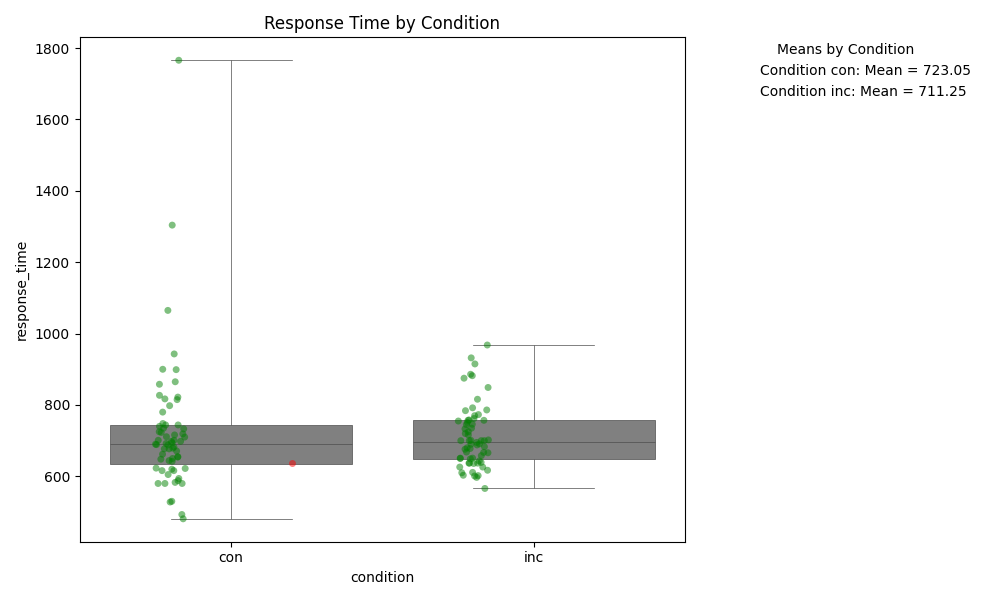 Response Time by Condition
Means by Condition
Condition con: Mean = 723.05
Condition inc: Mean = 711.25
1800
1600
1400
1200
1000
800
600
response_time
con
inc
condition